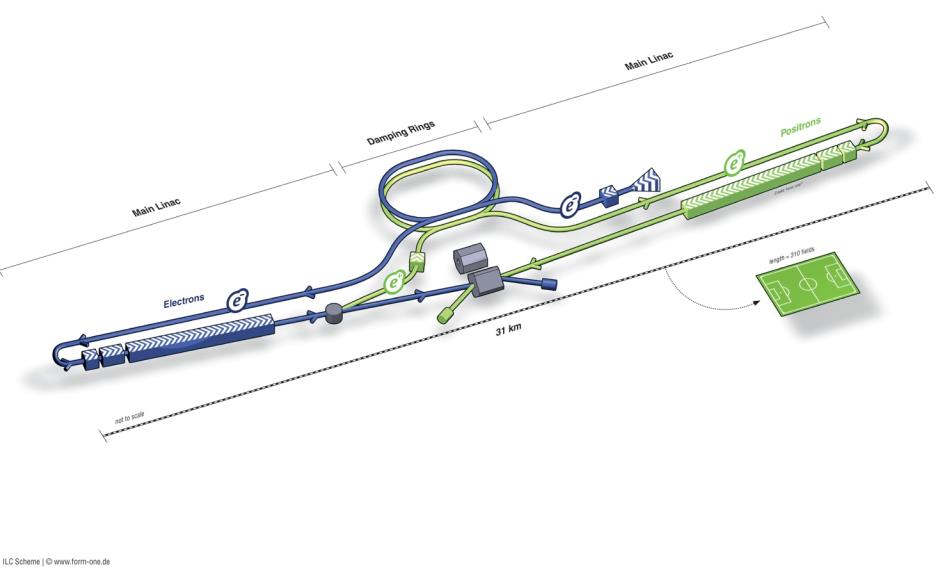 Main Linac
Damping Rings
Main Linac
Positrons
e+
e-
length = 310 fields
e+
Electrons
e-
31 km
not to scale
ILC Scheme | © www.form-one.de